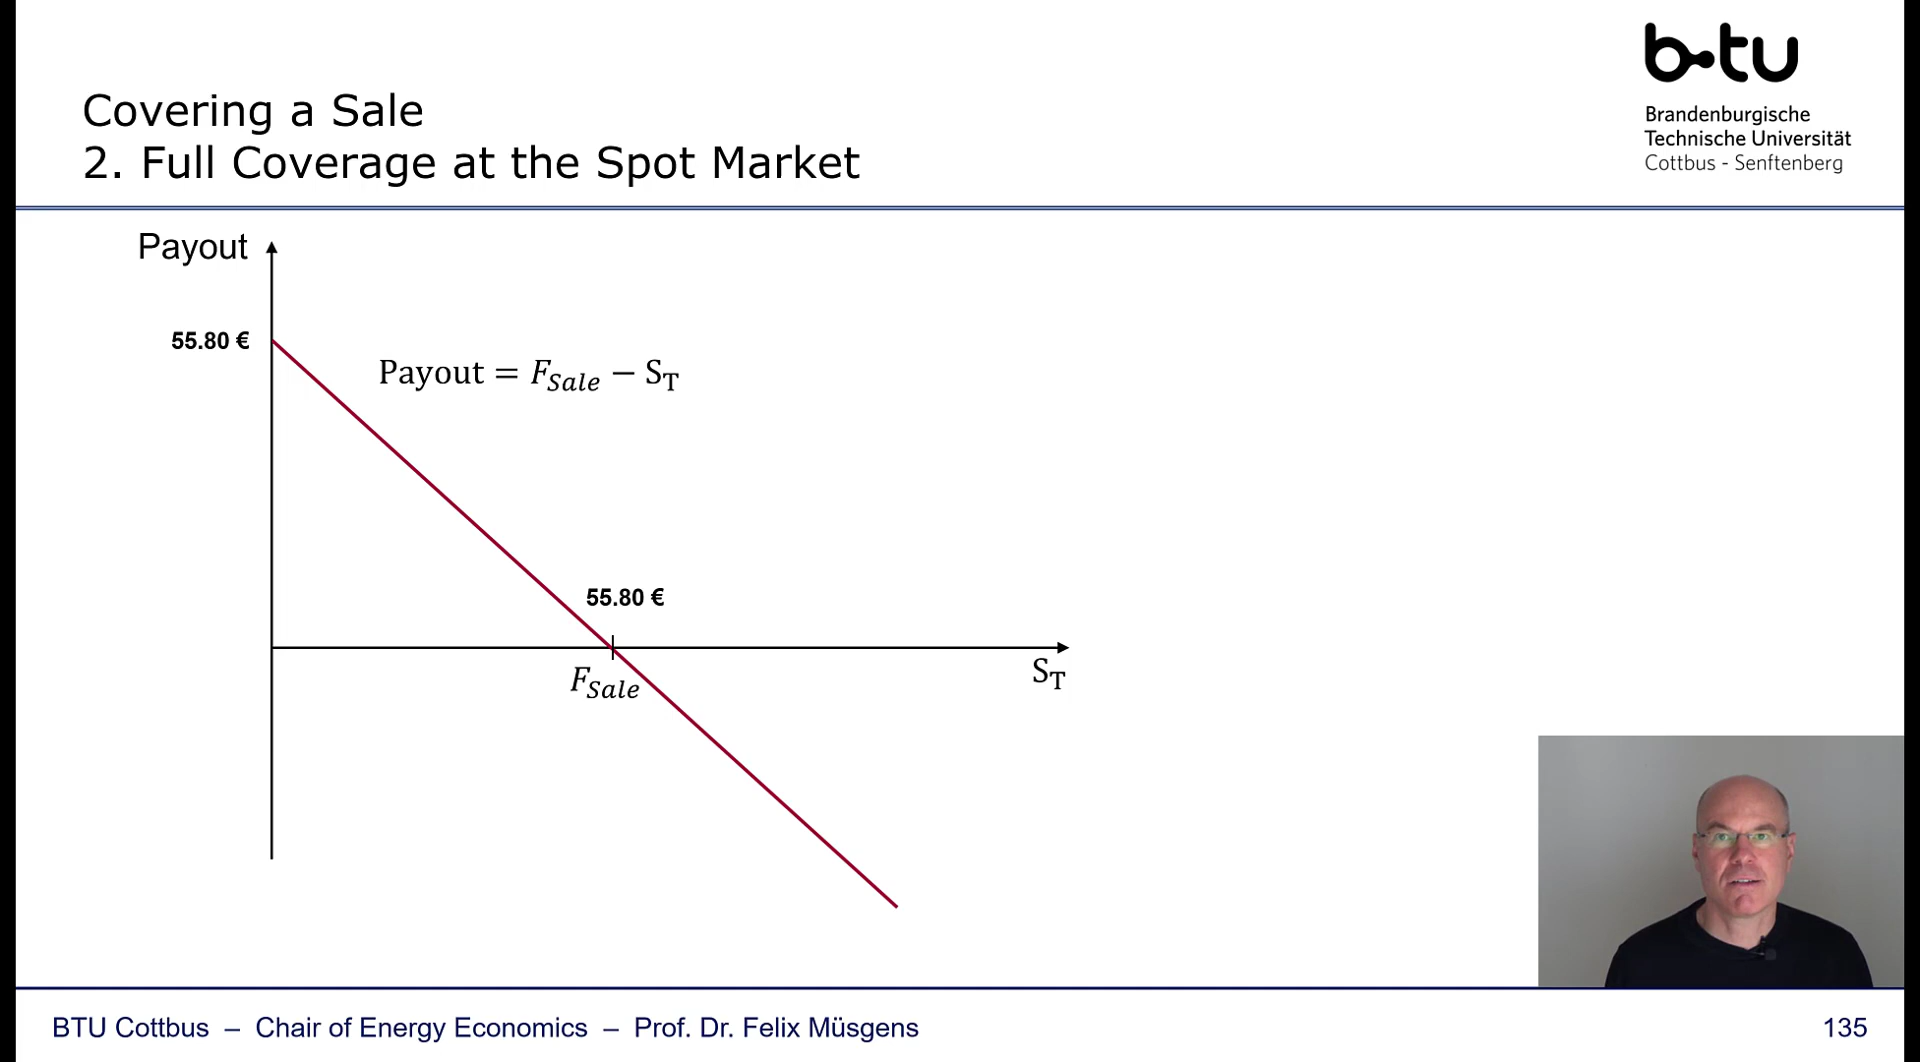 b-tu
Brandenburgische
Technische Universität
Cottbus - Senftenberg
Covering a Sale
2. Full Coverage at the Spot Market
Payout
55.80 €
Payout = F_Sale − S_T
55.80 €
F_Sale
S_T
BTU Cottbus – Chair of Energy Economics – Prof. Dr. Felix Müsgens
135